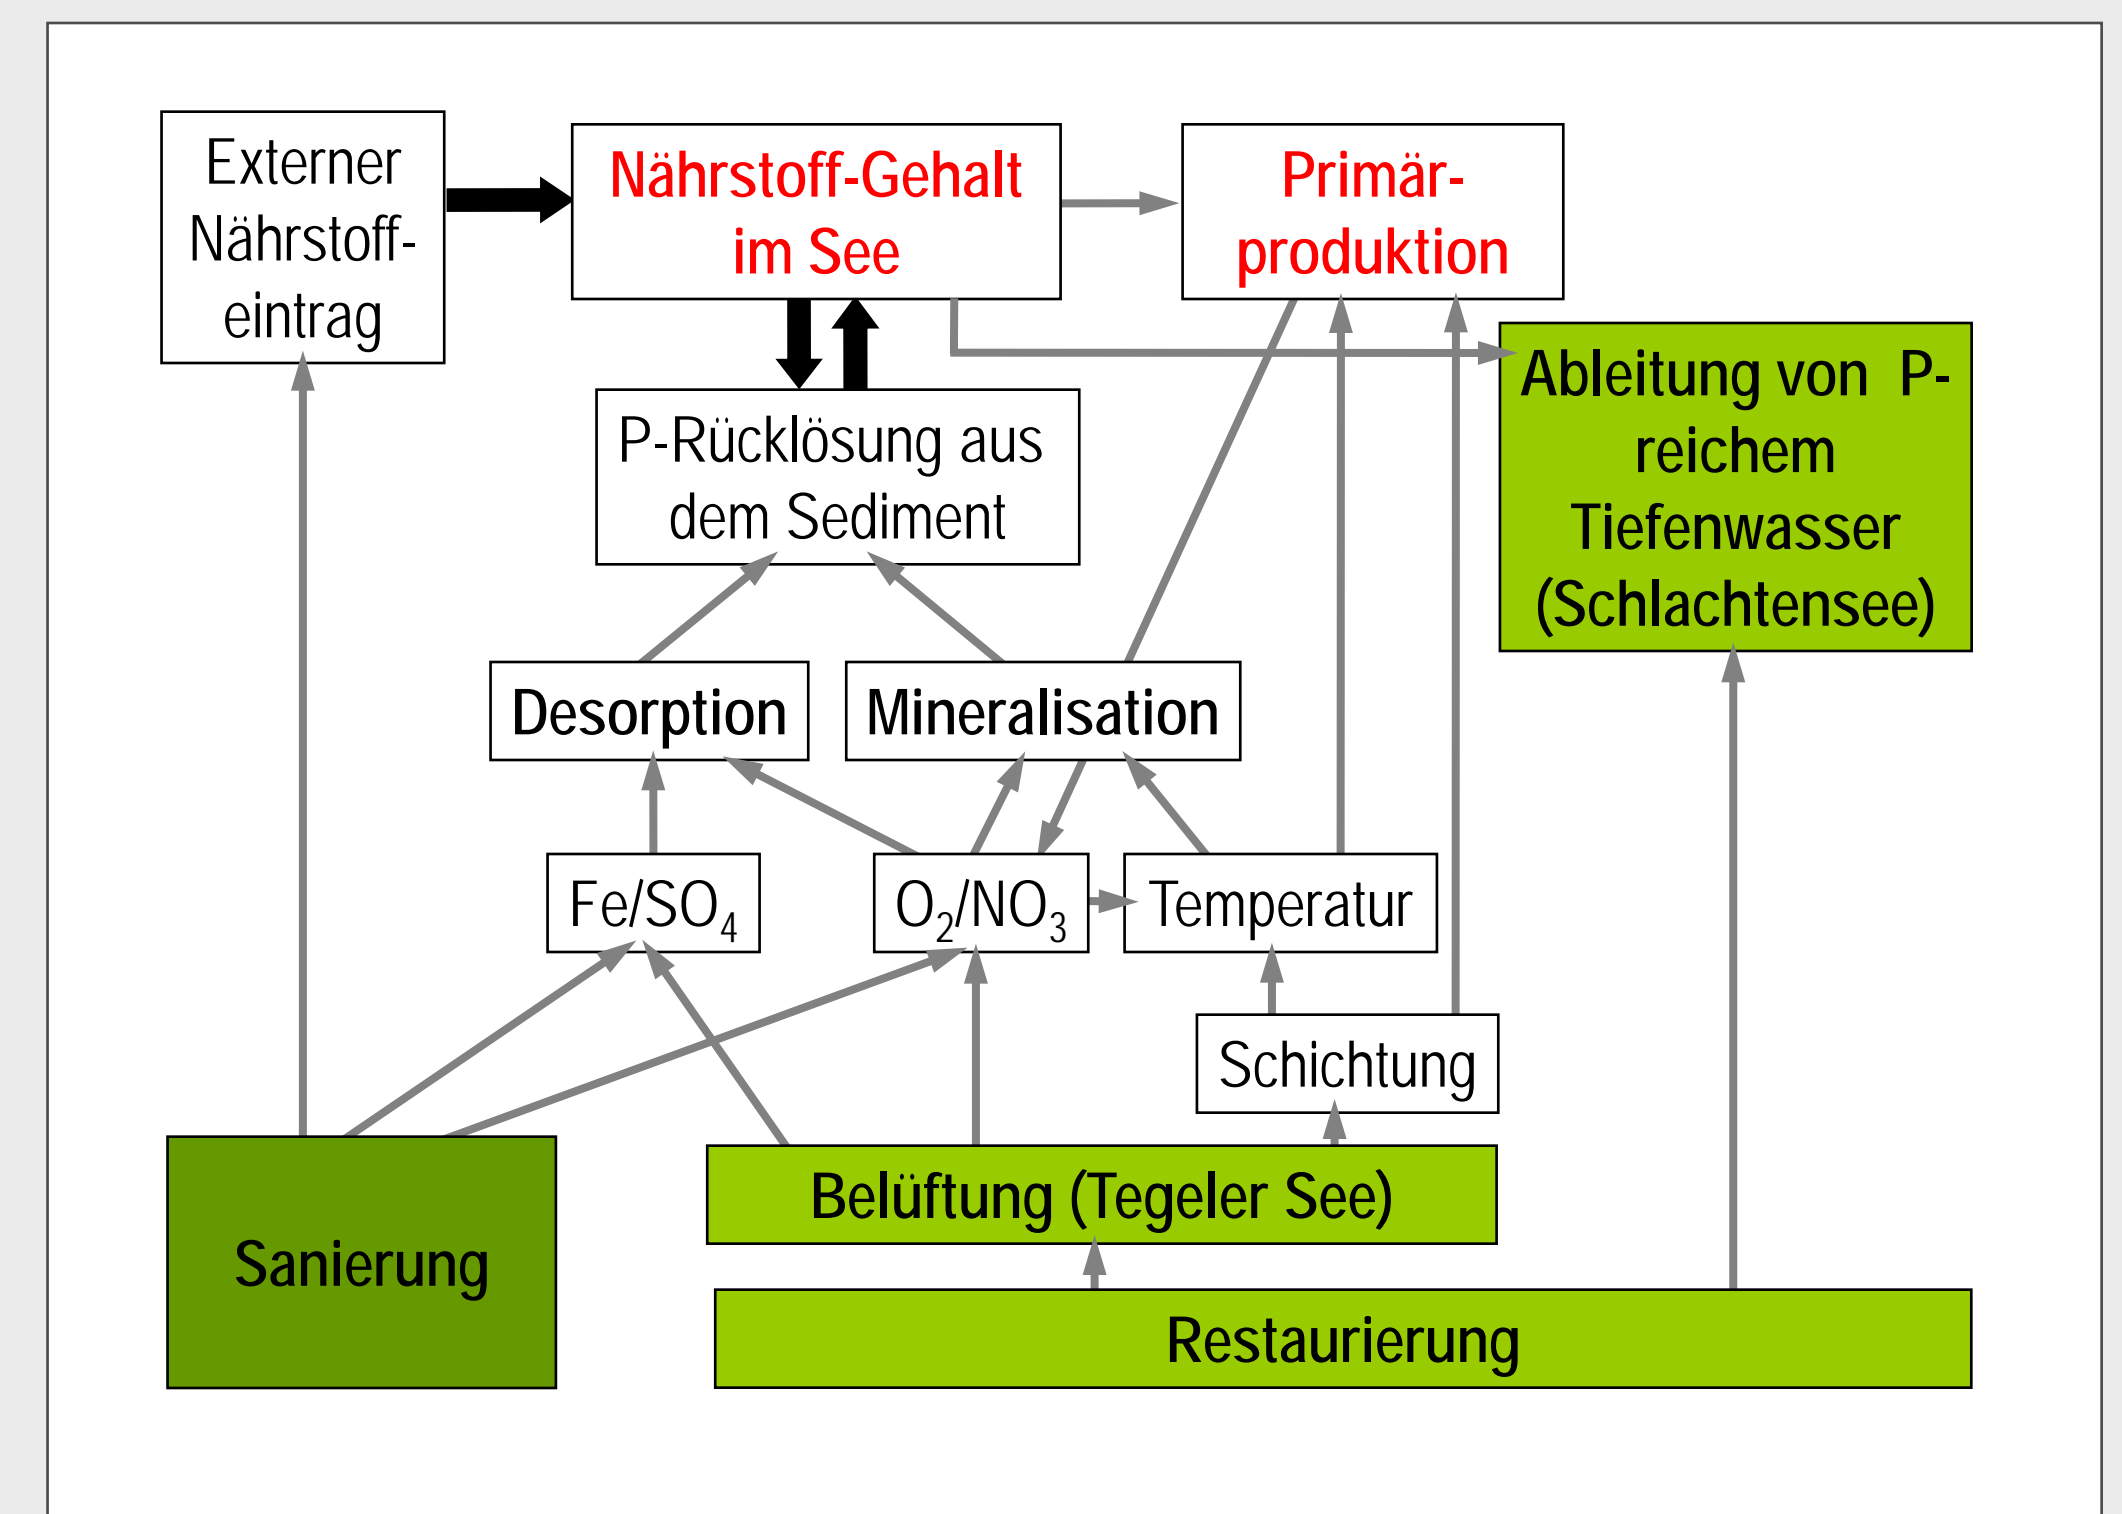 Externer
Nährstoff-
eintrag
Nährstoff-Gehalt
im See
Primär-
produktion
Ableitung von P-
reichem
Tiefenwasser
(Schlachtensee)
P-Rücklösung aus
dem Sediment
Desorption
Mineralisation
Fe/SO₄
O₂/NO₃
Temperatur
Schichtung
Belüftung (Tegeler See)
Sanierung
Restaurierung